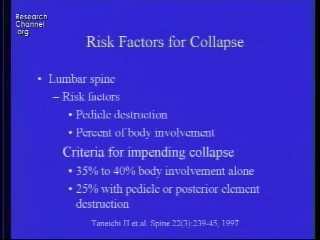 Research
Channel
.org
Risk Factors for Collapse
• Lumbar spine
– Risk factors
• Pedicle destruction
• Percent of body involvement
Criteria for impending collapse
• 35% to 40% body involvement alone
• 25% with pedicle or posterior element
destruction
Taneichi H et al. Spine 22(3):239-45, 1997